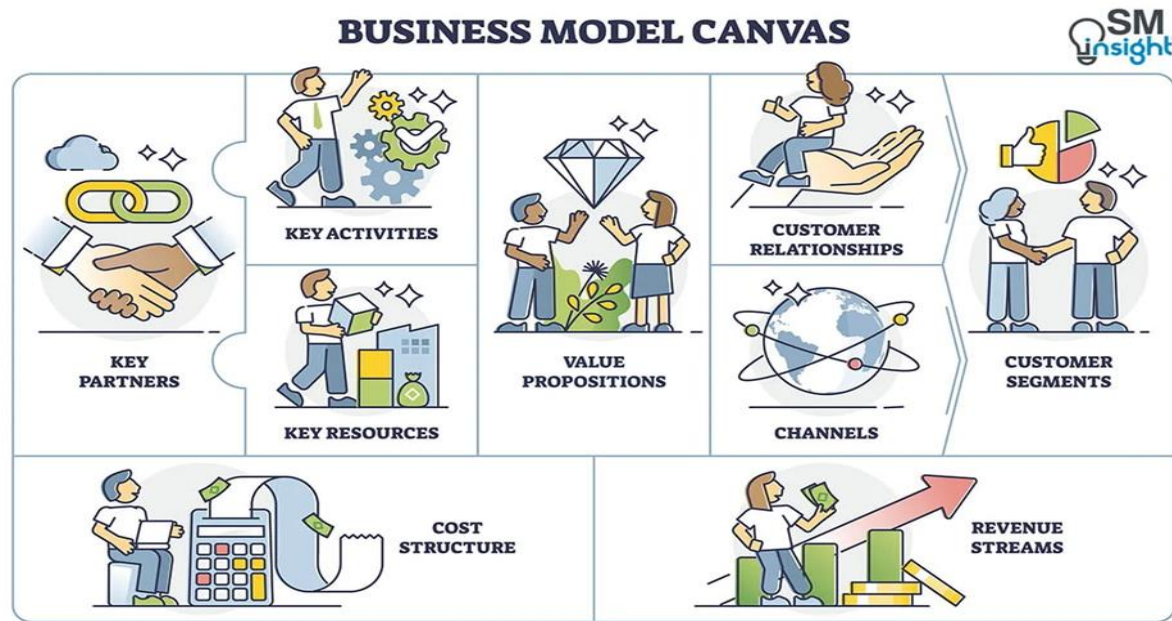 BUSINESS MODEL CANVAS
SM
insight
KEY
PARTNERS
KEY ACTIVITIES
KEY RESOURCES
VALUE
PROPOSITIONS
CUSTOMER
RELATIONSHIPS
CHANNELS
CUSTOMER
SEGMENTS
COST
STRUCTURE
REVENUE
STREAMS